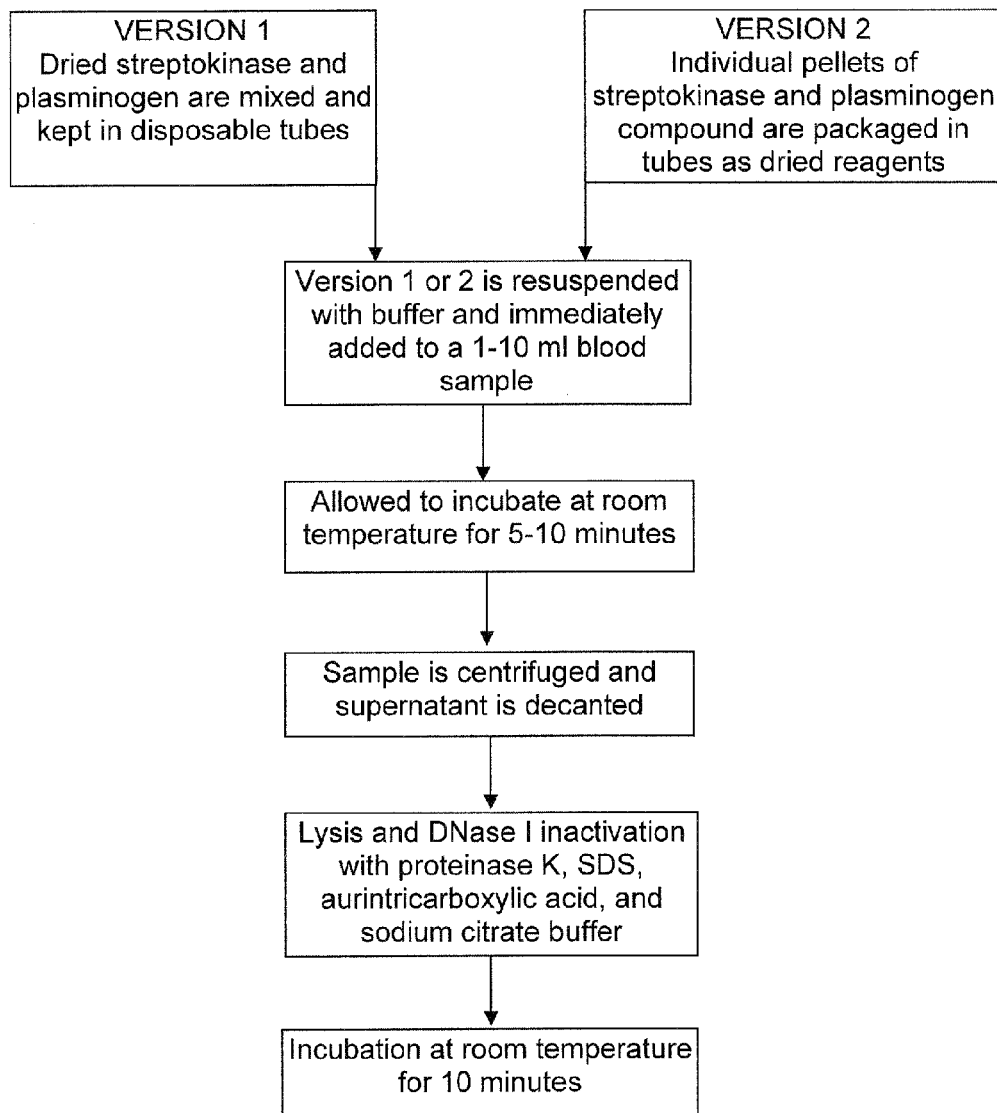 VERSION 1
Dried streptokinase and
plasminogen are mixed and
kept in disposable tubes
VERSION 2
Individual pellets of
streptokinase and plasminogen
compound are packaged in
tubes as dried reagents
Version 1 or 2 is resuspended
with buffer and immediately
added to a 1-10 ml blood
sample
Allowed to incubate at room
temperature for 5-10 minutes
Sample is centrifuged and
supernatant is decanted
Lysis and DNase I inactivation
with proteinase K, SDS,
aurintricarboxylic acid, and
sodium citrate buffer
Incubation at room temperature
for 10 minutes